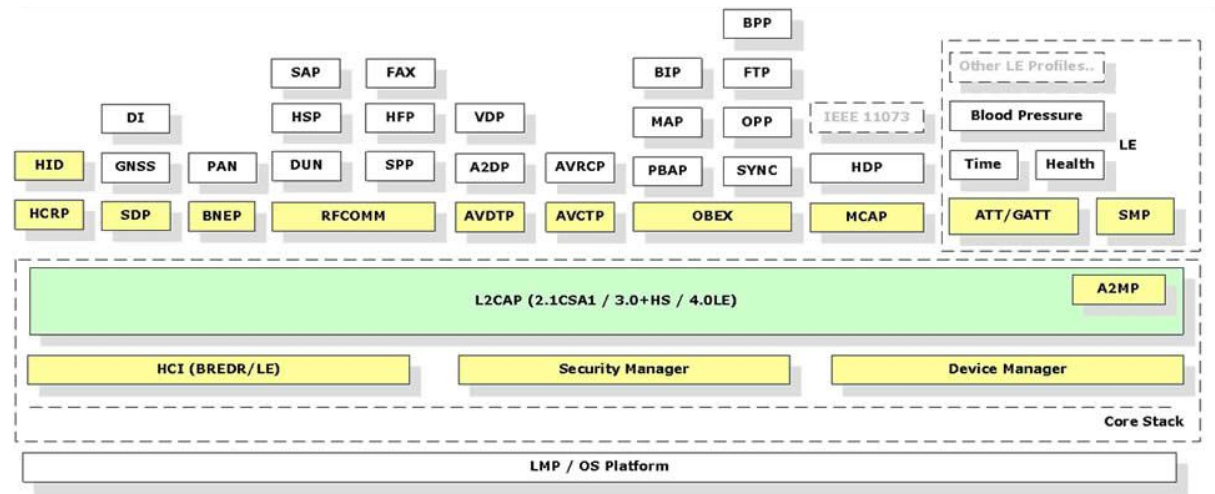 BPP
SAP FAX BIP FTP Other LE Profiles..
DI HSP HFP VDP MAP OPP IEEE 11073 Blood Pressure
LE
HID GNSS PAN DUN SPP A2DP AVRCP PBAP SYNC HDP Time Health
HCRP SDP BNEP RFCOMM AVDTP AVCTP OBEX MCAP ATT/GATT SMP
A2MP
L2CAP (2.1CSA1 / 3.0+HS / 4.0LE)
HCI (BREDR/LE) Security Manager Device Manager
Core Stack
LMP / OS Platform